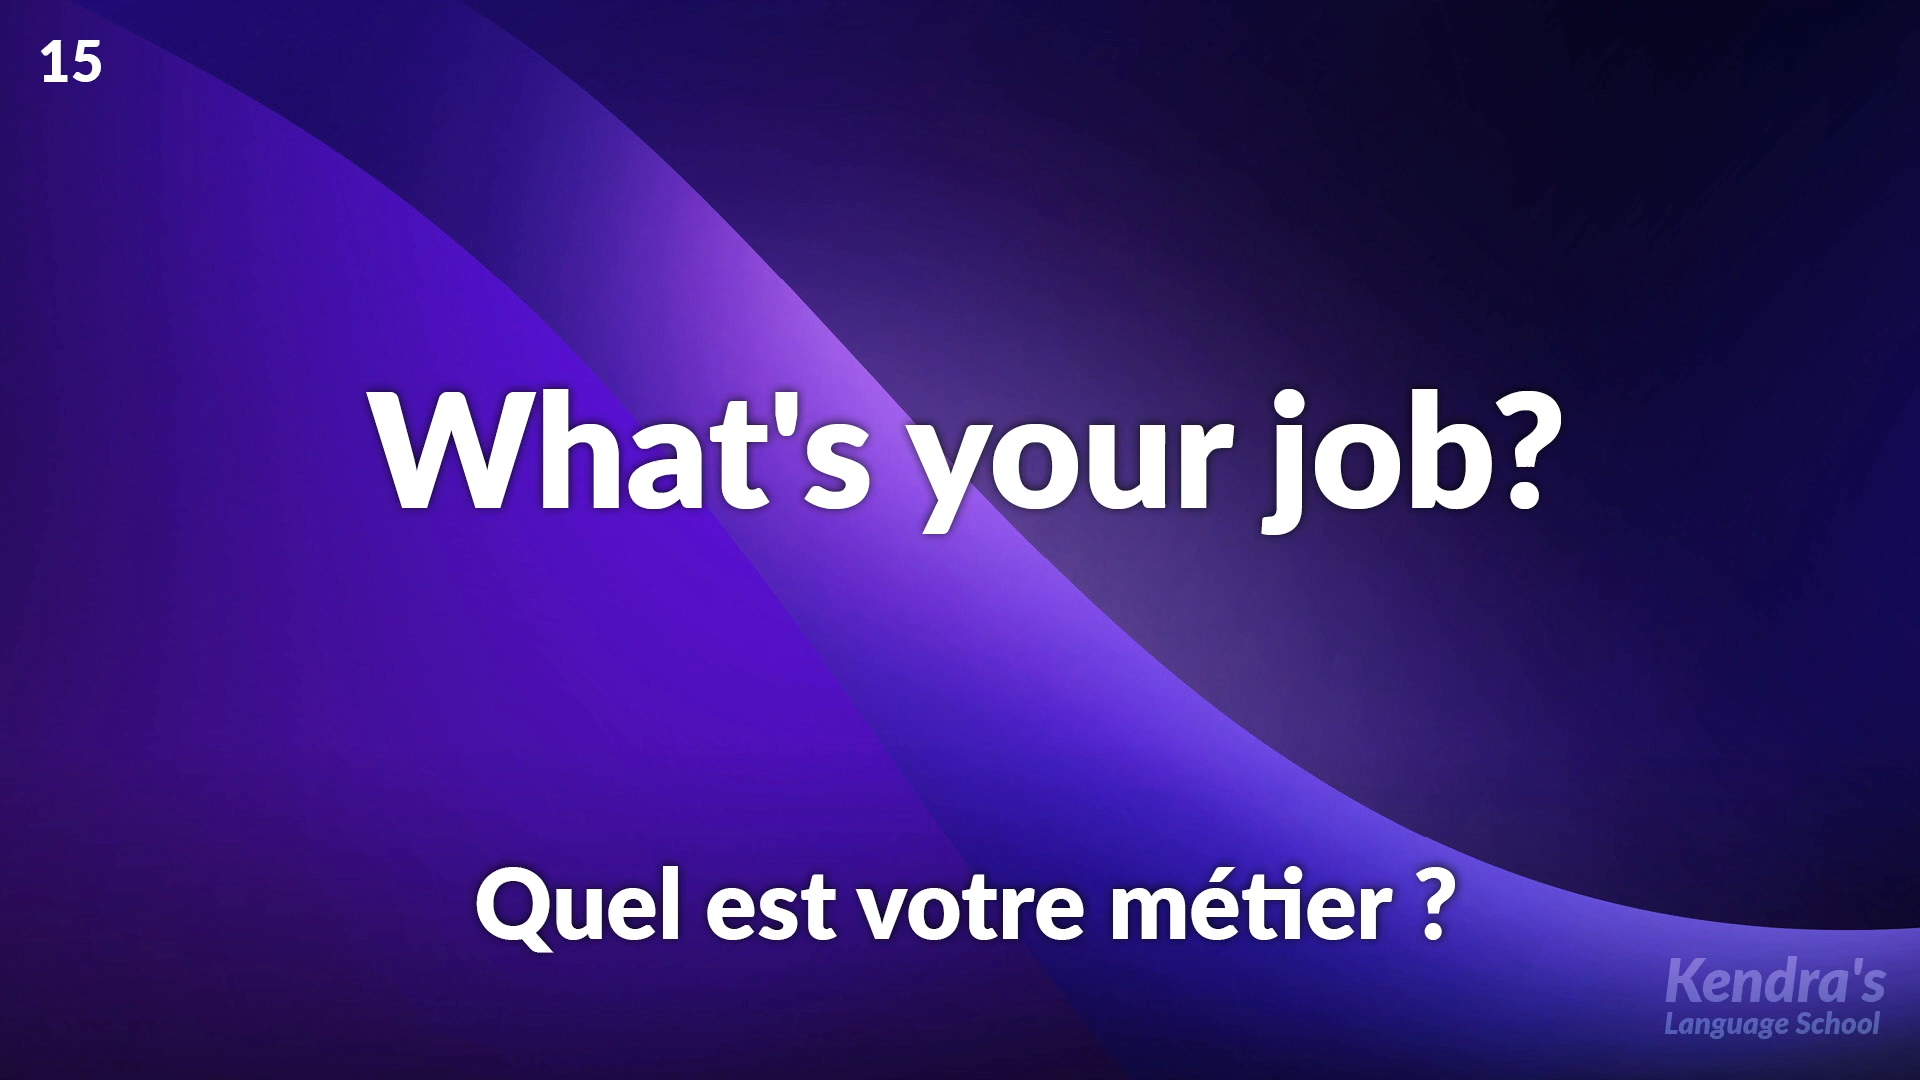 15
What's your job?
Quel est votre métier ?
Kendra's
Language School